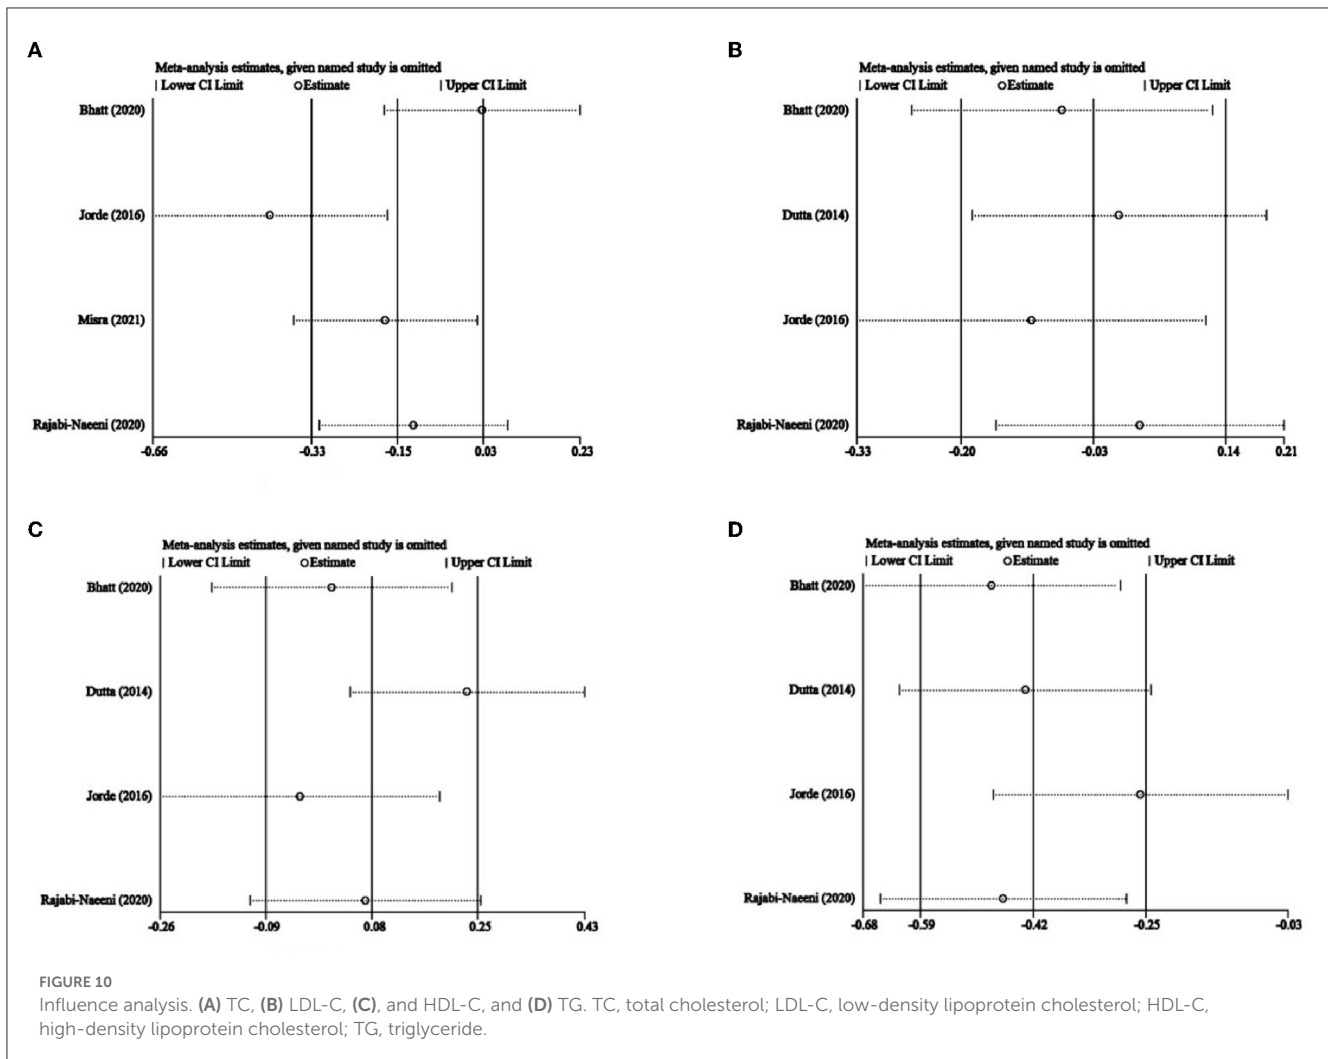 A
Meta-analysis estimates, given named study is omitted
| Lower CI Limit ○Estimate | Upper CI Limit
Bhatt (2020)
Jorde (2016)
Misra (2021)
Rajabi-Naeeni (2020)
-0.66 -0.33 -0.15 0.03 0.23
B
Meta-analysis estimates, given named study is omitted
| Lower CI Limit ○Estimate | Upper CI Limit
Bhatt (2020)
Dutta (2014)
Jorde (2016)
Rajabi-Naeeni (2020)
-0.33 -0.20 -0.03 0.14 0.21
C
Meta-analysis estimates, given named study is omitted
| Lower CI Limit ○Estimate | Upper CI Limit
Bhatt (2020)
Dutta (2014)
Jorde (2016)
Rajabi-Naeeni (2020)
-0.26 -0.09 0.08 0.25 0.43
D
Meta-analysis estimates, given named study is omitted
| Lower CI Limit ○Estimate | Upper CI Limit
Bhatt (2020)
Dutta (2014)
Jorde (2016)
Rajabi-Naeeni (2020)
-0.68 -0.59 -0.42 -0.25 -0.03
FIGURE 10
Influence analysis. (A) TC, (B) LDL-C, (C), and HDL-C, and (D) TG. TC, total cholesterol; LDL-C, low-density lipoprotein cholesterol; HDL-C,
high-density lipoprotein cholesterol; TG, triglyceride.